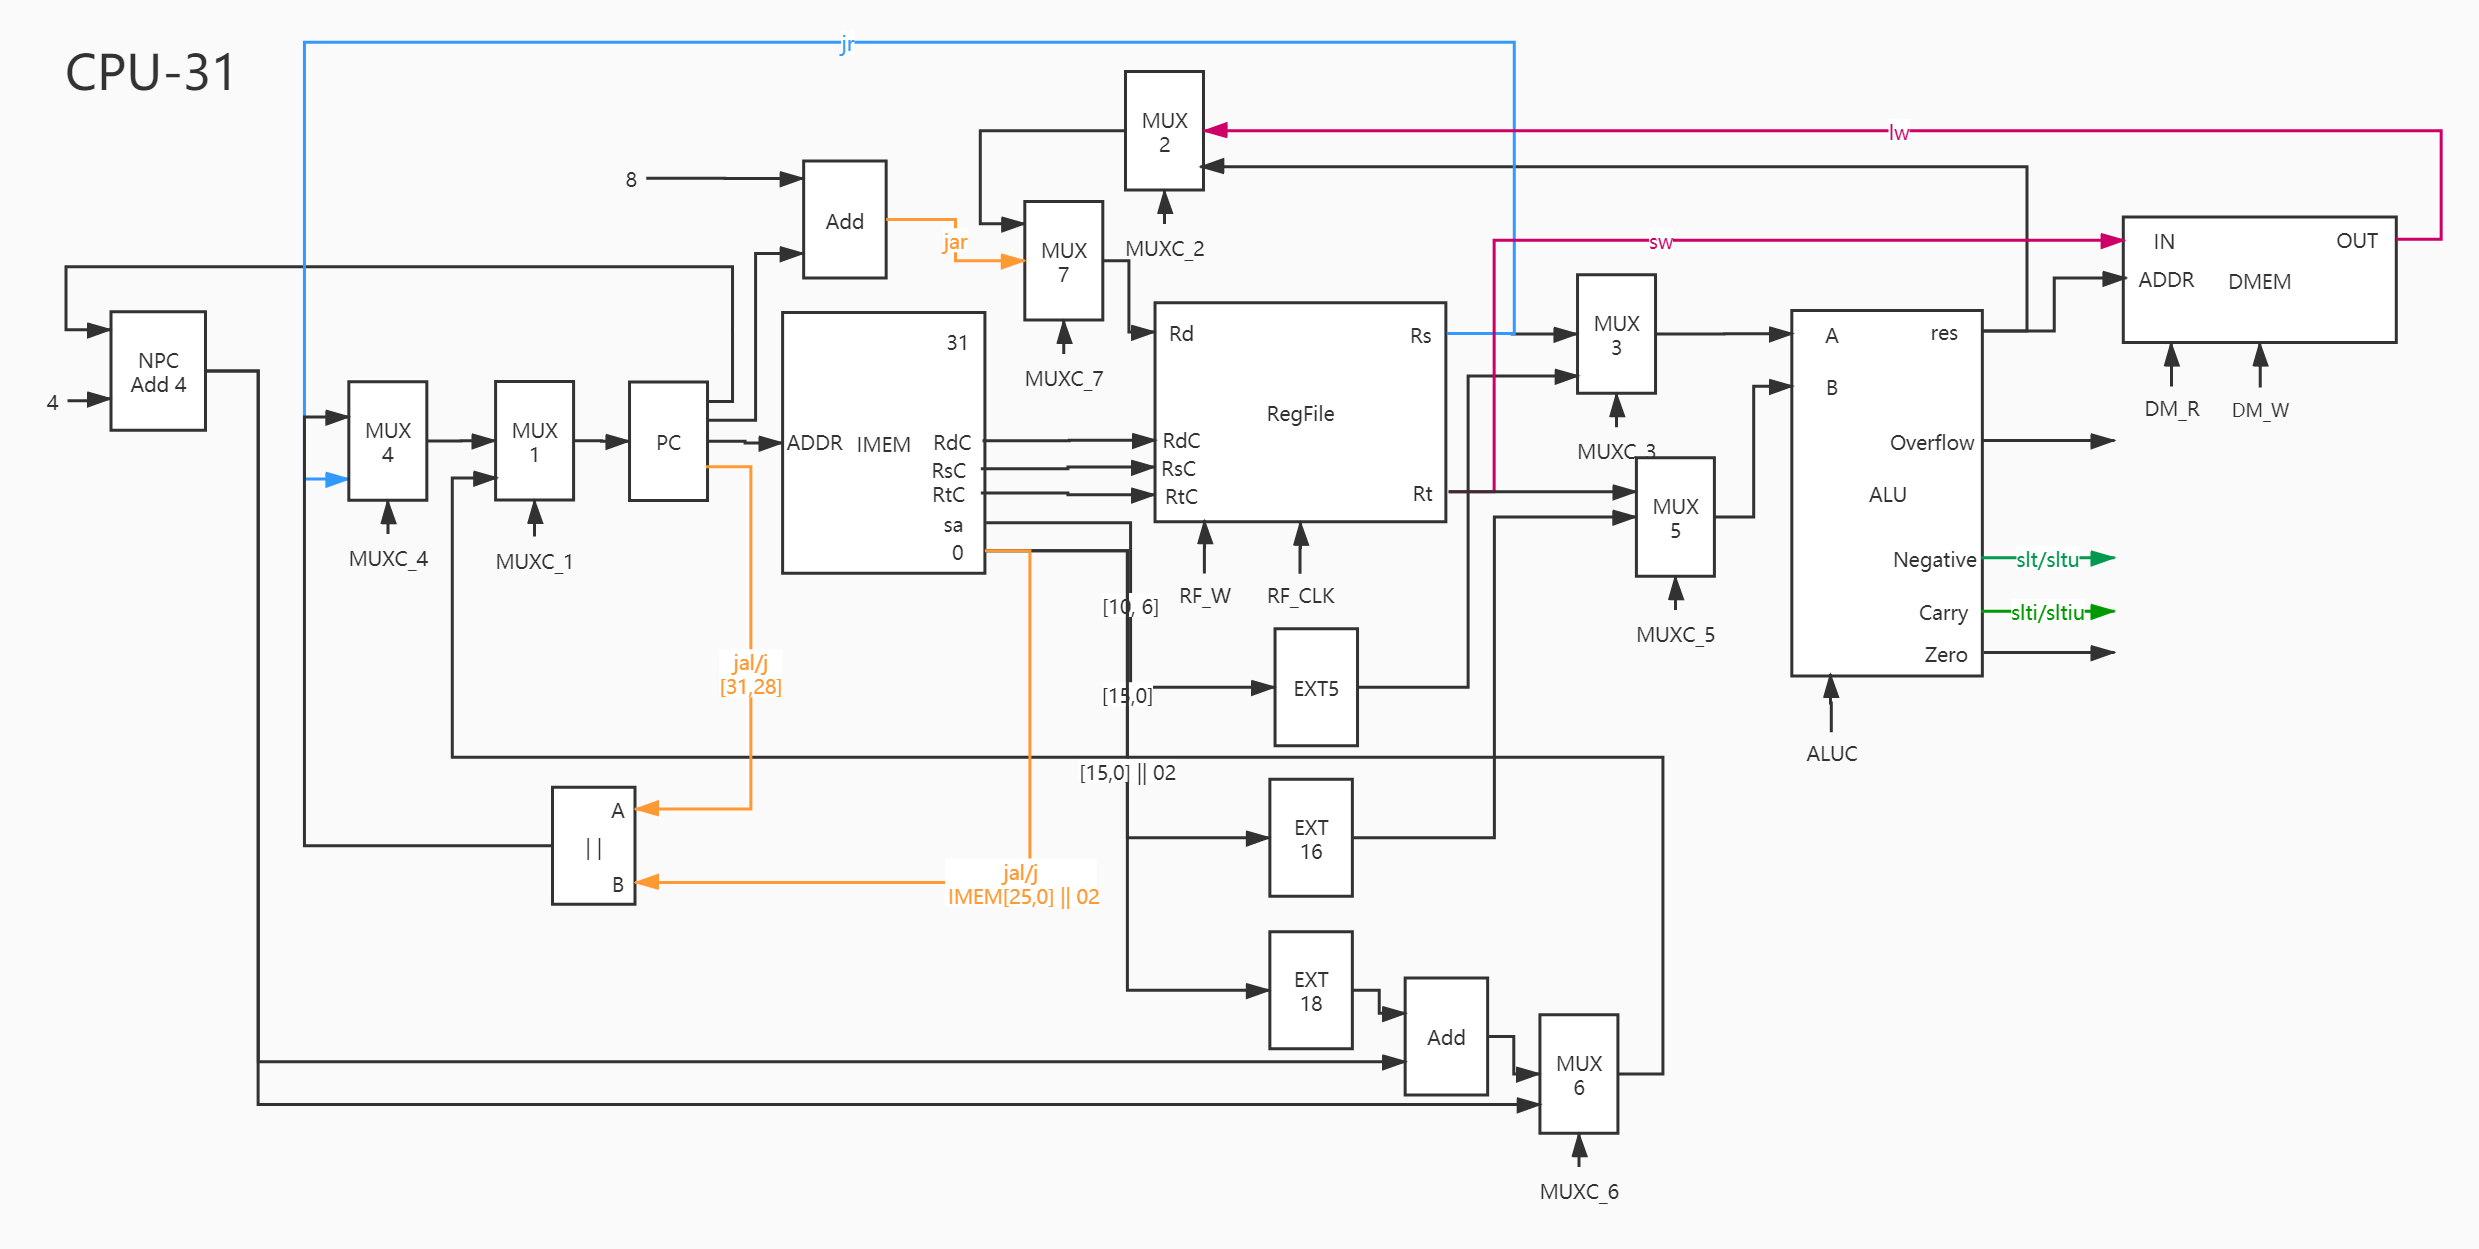 CPU-31
jr
MUX
2
lw
8
Add
jar
MUX
7
MUXC_2
sw
IN
OUT
ADDR
DMEM
NPC
Add 4
4
31
MUXC_7
Rd
Rs
MUX
3
A
res
B
DM_R
DM_W
MUX
4
MUX
1
PC
ADDR
IMEM
RdC
RsC
RtC
sa
0
RdC
RsC
RtC
RegFile
Rt
MUXC_3
MUX
5
Overflow
ALU
MUXC_4
MUXC_1
RF_W
RF_CLK
Negative
slt/sltu
Carry
slti/sltiu
Zero
[10, 6]
MUXC_5
jal/j
[31,28]
[15,0]
EXT5
ALUC
[15,0] || 02
A
||
B
EXT
16
jal/j
IMEM[25,0] || 02
EXT
18
Add
MUX
6
MUXC_6